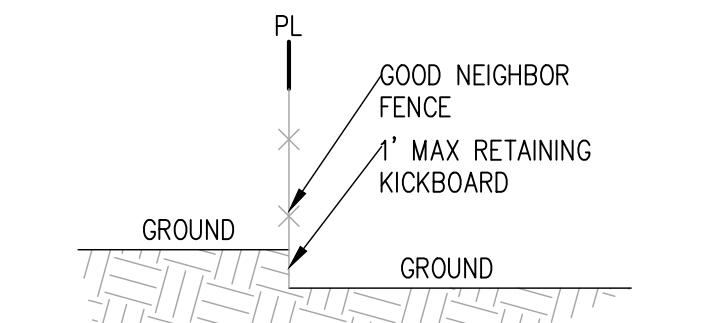 PL
GOOD NEIGHBOR
FENCE
1' MAX RETAINING
KICKBOARD
GROUND
GROUND